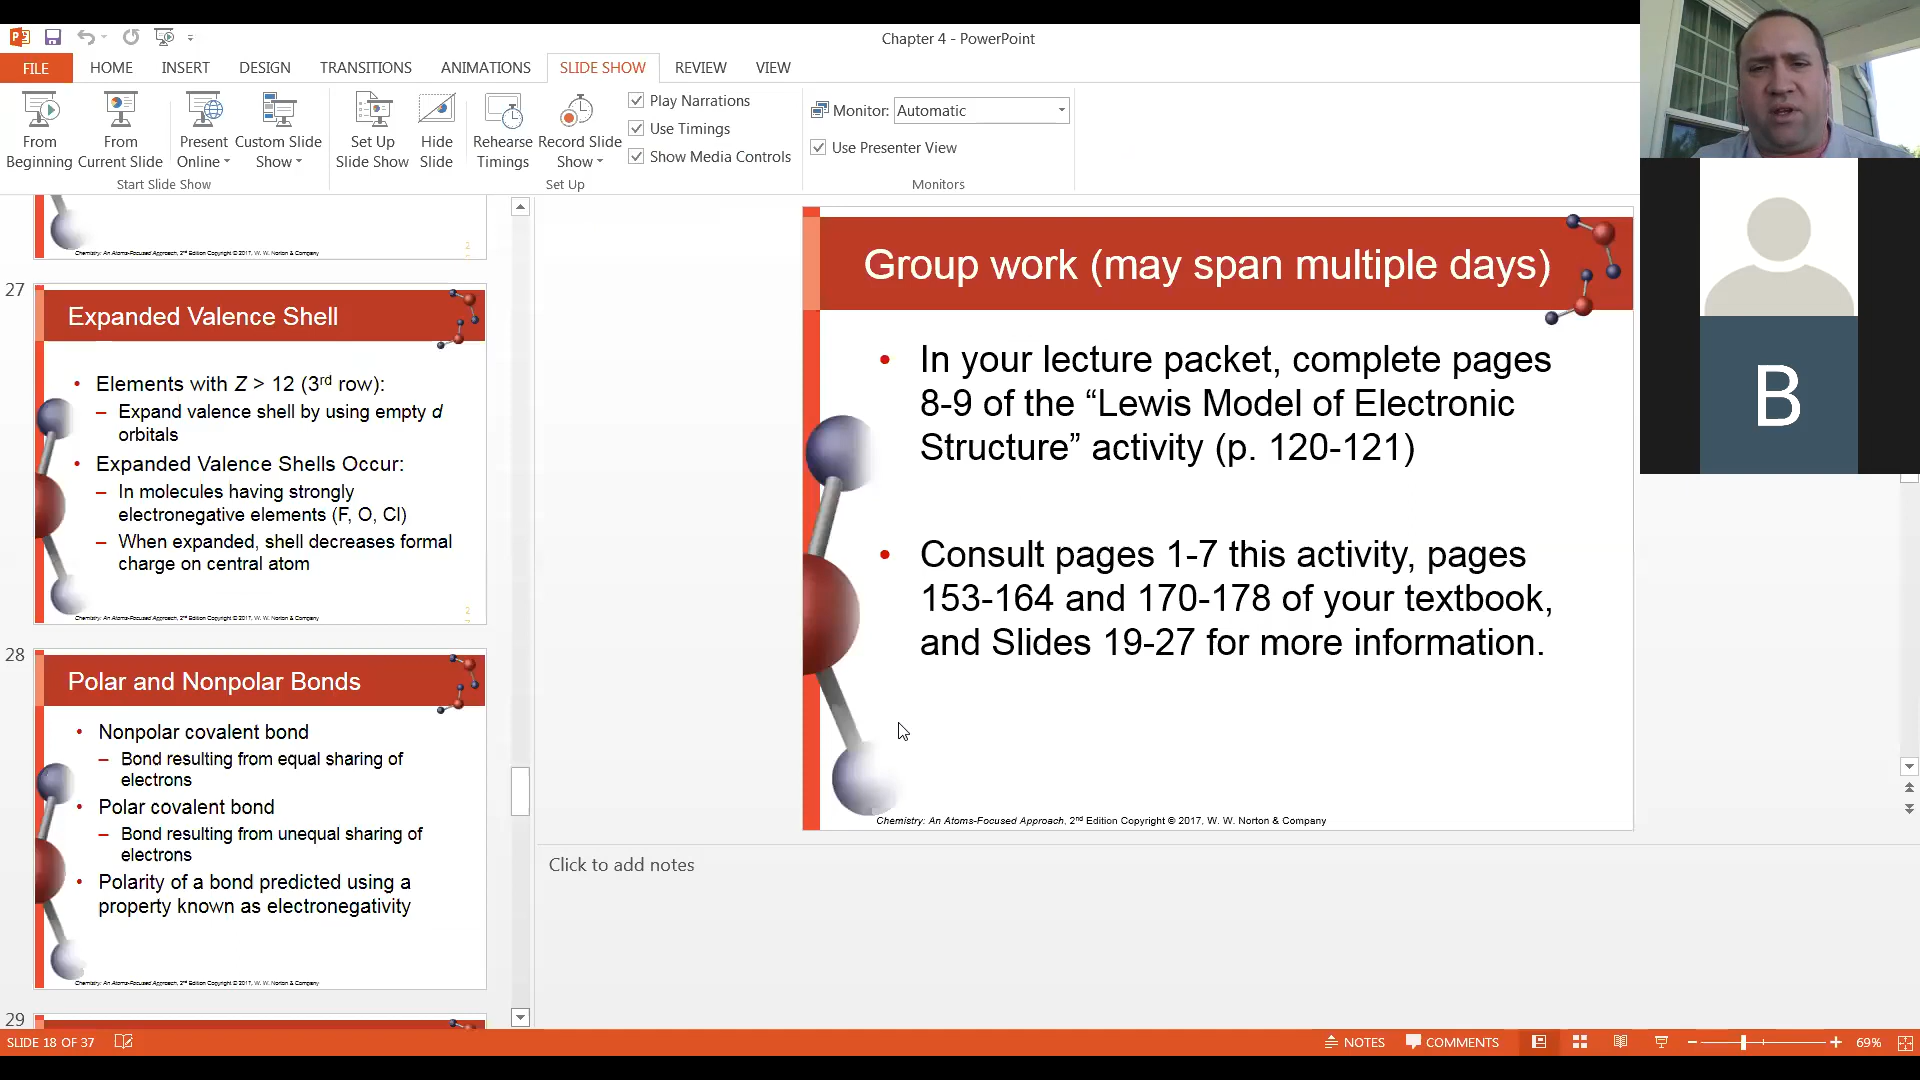 Chapter 4 - PowerPoint
FILE HOME INSERT DESIGN TRANSITIONS ANIMATIONS SLIDE SHOW REVIEW VIEW
From Beginning
From Current Slide
Present Online
Custom Slide Show
Start Slide Show
Set Up Slide Show
Hide Slide
Rehearse Timings
Record Slide Show
Play Narrations
Use Timings
Show Media Controls
Set Up
Monitor: Automatic
Use Presenter View
Monitors
Chemistry: An Atoms-Focused Approach, 2nd Edition Copyright © 2017, W. W. Norton & Company
27
Expanded Valence Shell
• Elements with Z > 12 (3rd row):
– Expand valence shell by using empty d
orbitals
• Expanded Valence Shells Occur:
– In molecules having strongly
electronegative elements (F, O, Cl)
– When expanded, shell decreases formal
charge on central atom
Chemistry: An Atoms-Focused Approach, 2nd Edition Copyright © 2017, W. W. Norton & Company
28
Polar and Nonpolar Bonds
• Nonpolar covalent bond
– Bond resulting from equal sharing of
electrons
• Polar covalent bond
– Bond resulting from unequal sharing of
electrons
• Polarity of a bond predicted using a
property known as electronegativity
Chemistry: An Atoms-Focused Approach, 2nd Edition Copyright © 2017, W. W. Norton & Company
29
Group work (may span multiple days)
• In your lecture packet, complete pages
8-9 of the “Lewis Model of Electronic
Structure” activity (p. 120-121)
• Consult pages 1-7 this activity, pages
153-164 and 170-178 of your textbook,
and Slides 19-27 for more information.
Chemistry: An Atoms-Focused Approach, 2nd Edition Copyright © 2017, W. W. Norton & Company
Click to add notes
B
SLIDE 18 OF 37
NOTES COMMENTS 69%